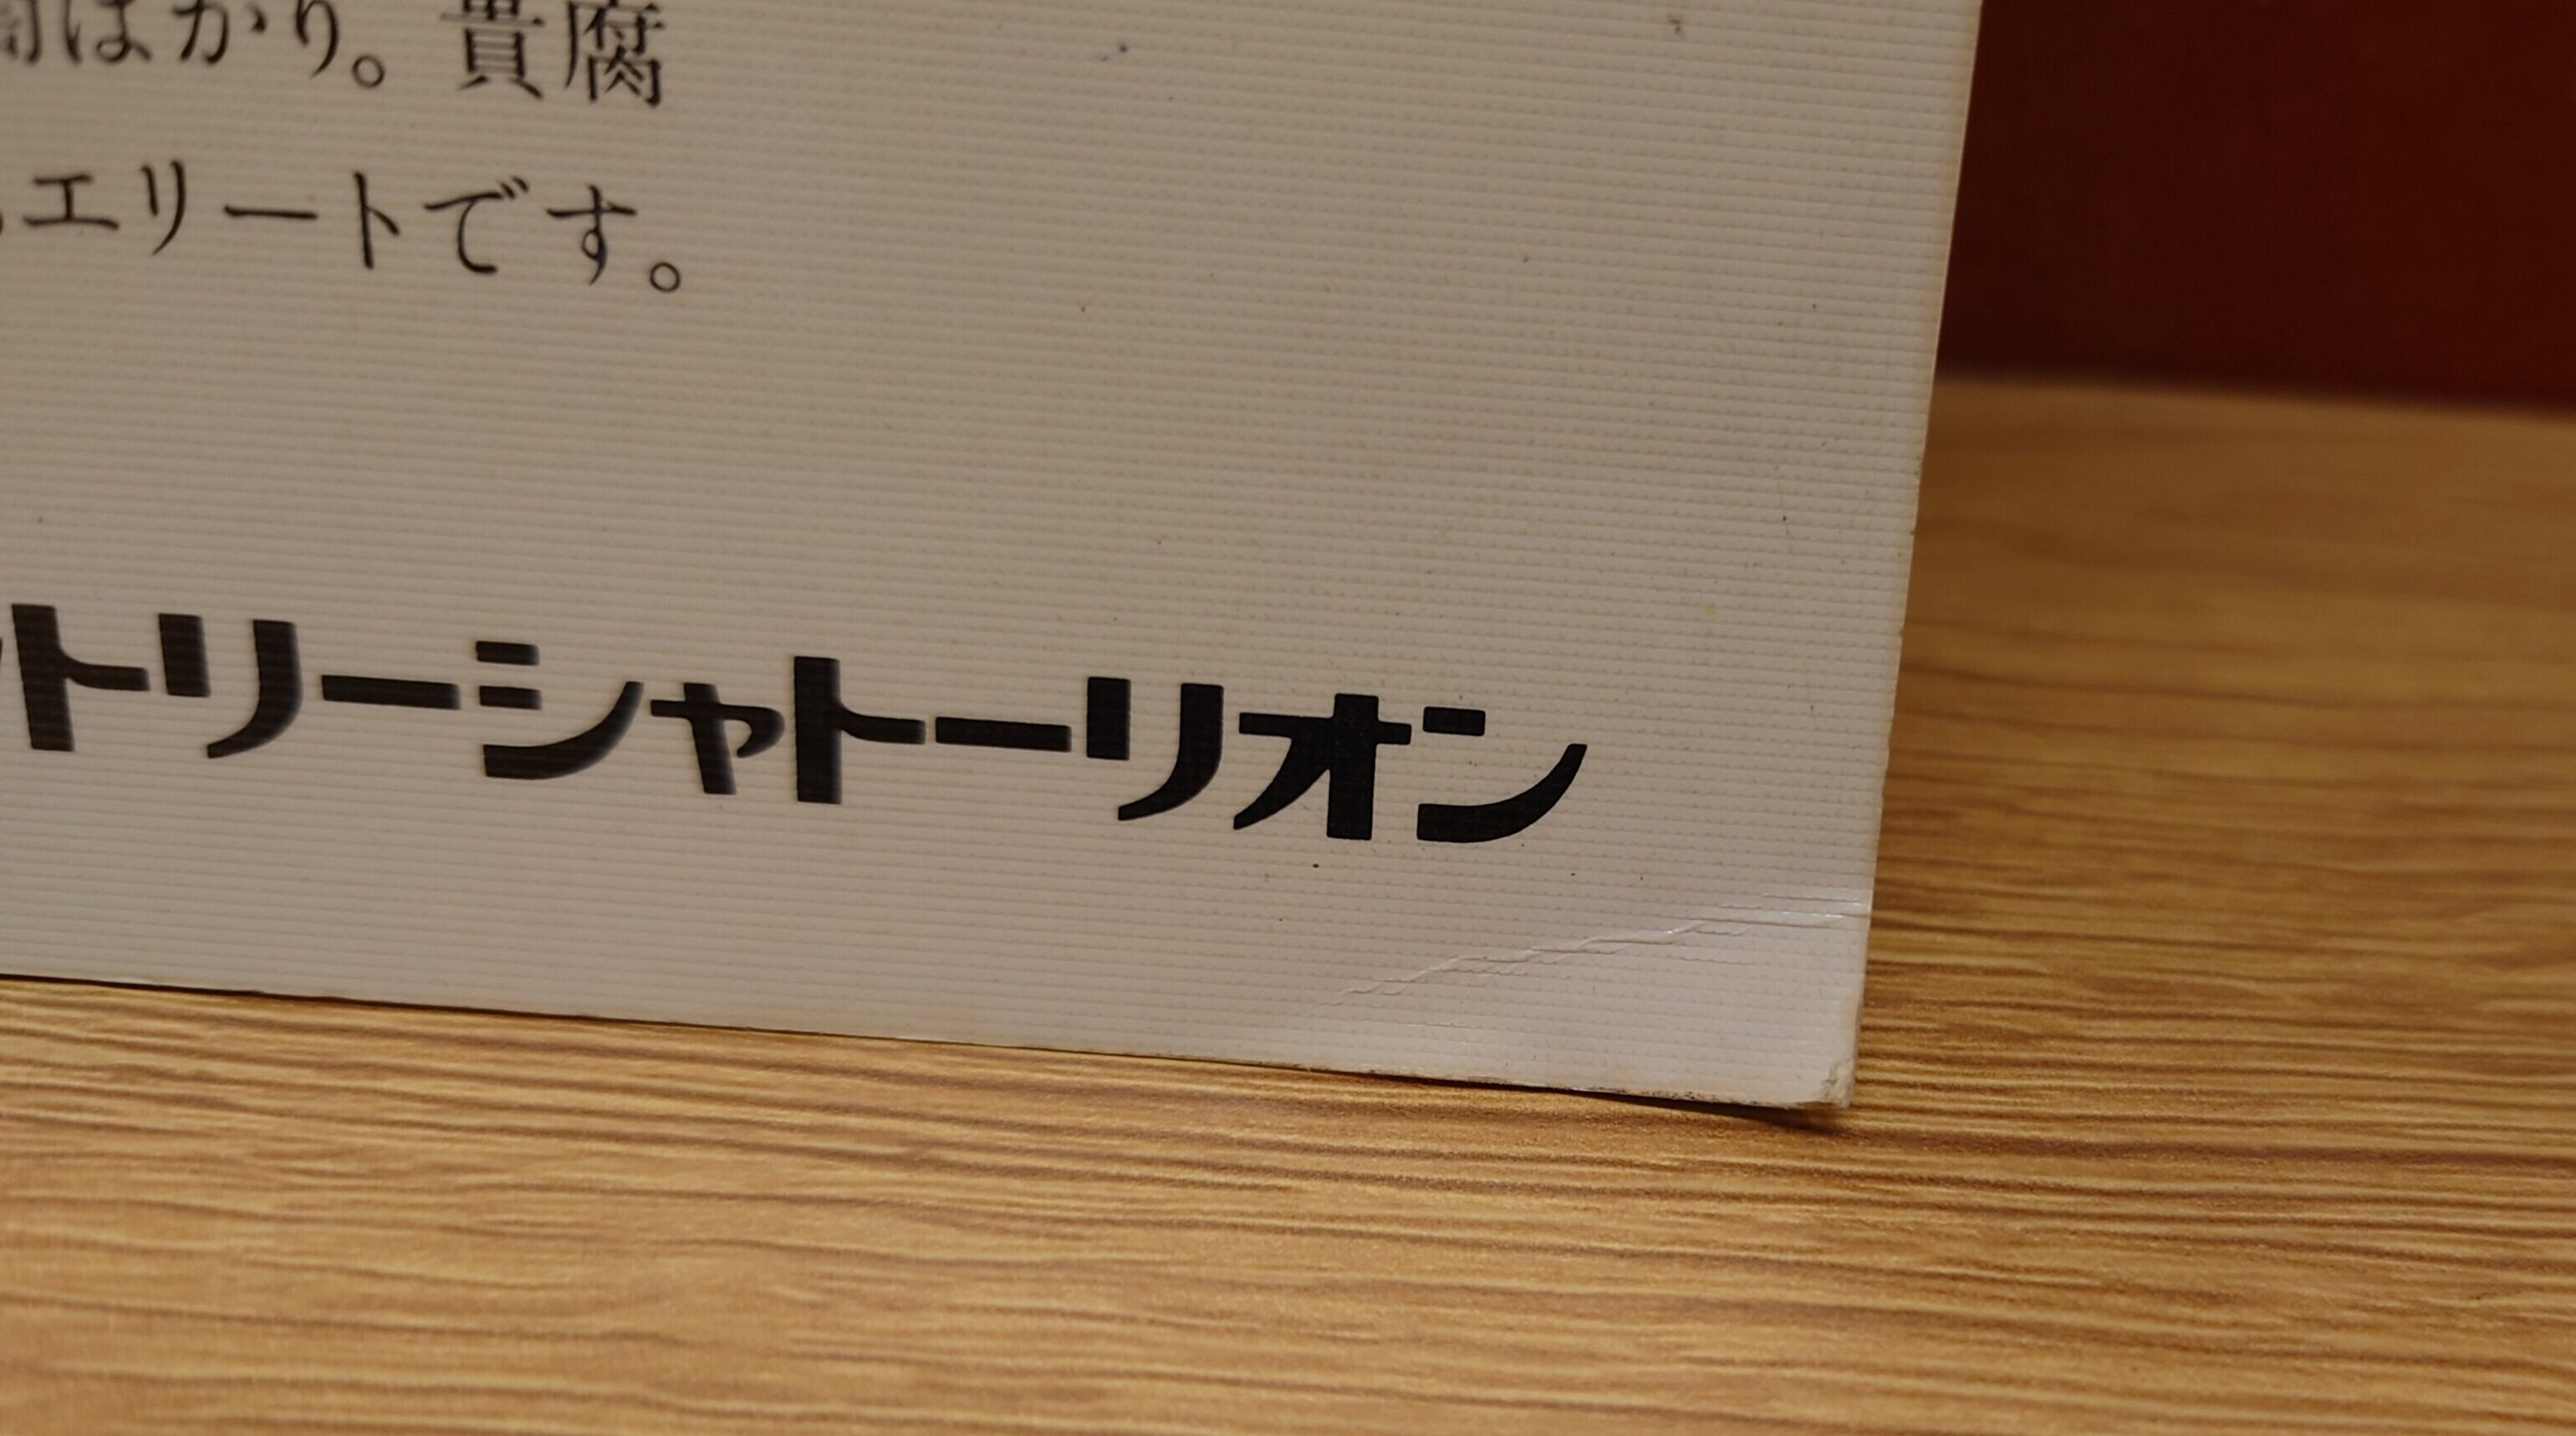 ばかり。貴腐
エリートです。
トリーシャトーリオン